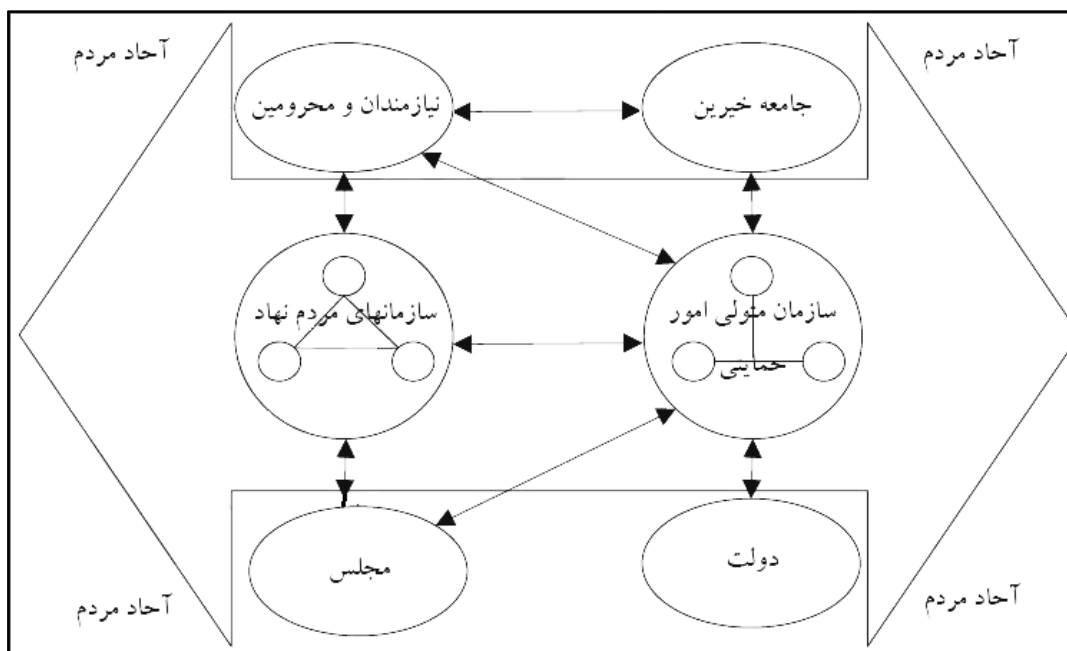 آحاد مردم
آحاد مردم
جامعه خیرین
نیازمندان و محرومین
سازمان متولی امور
حمایتی
سازمانهای مردم نهاد
دولت
مجلس
آحاد مردم
آحاد مردم